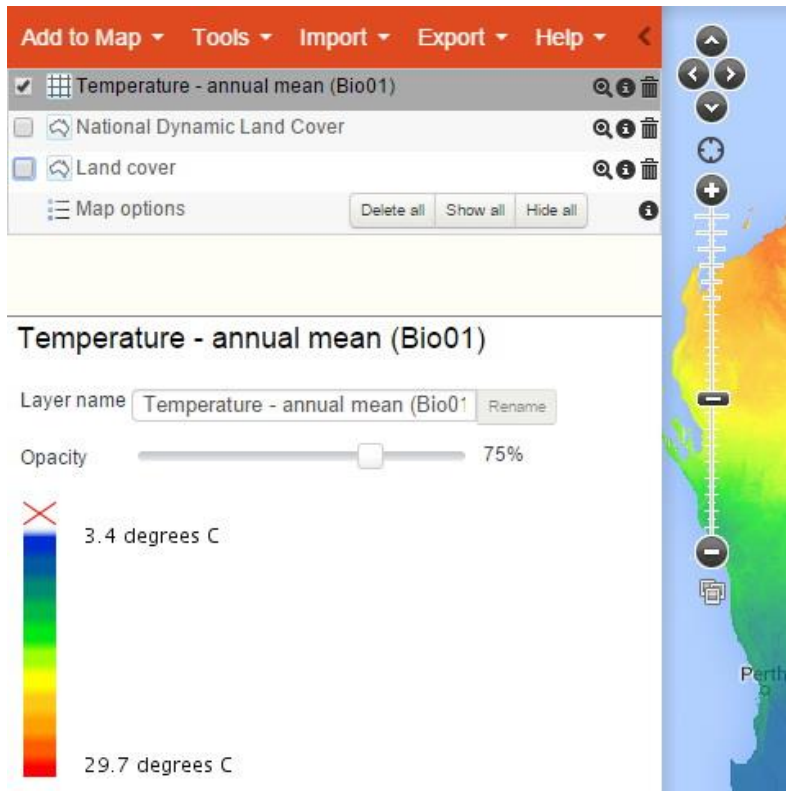 Add to Map Tools Import Export Help
Temperature - annual mean (Bio01)
National Dynamic Land Cover
Land cover
Map options Delete all Show all Hide all
Temperature - annual mean (Bio01)
Layer name Temperature - annual mean (Bio01 Rename
Opacity 75%
3.4 degrees C
Perth
29.7 degrees C